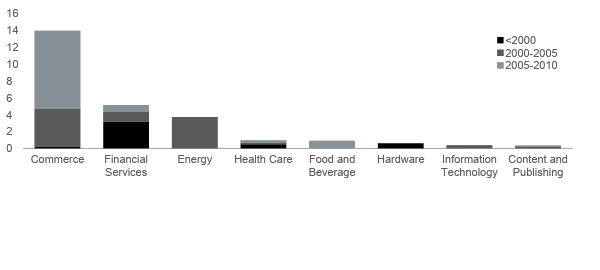 16
14
12
10
8
6
4
2
0
<2000
2000-2005
2005-2010
Commerce
Financial
Services
Energy
Health Care
Food and
Beverage
Hardware
Information
Technology
Content and
Publishing